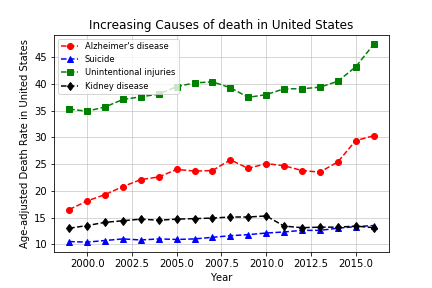 Increasing Causes of death in United States
Alzheimer's disease
Suicide
Unintentional injuries
Kidney disease
Age-adjusted Death Rate in United States
45
40
35
30
25
20
15
10
2000.0 2002.5 2005.0 2007.5 2010.0 2012.5 2015.0
Year